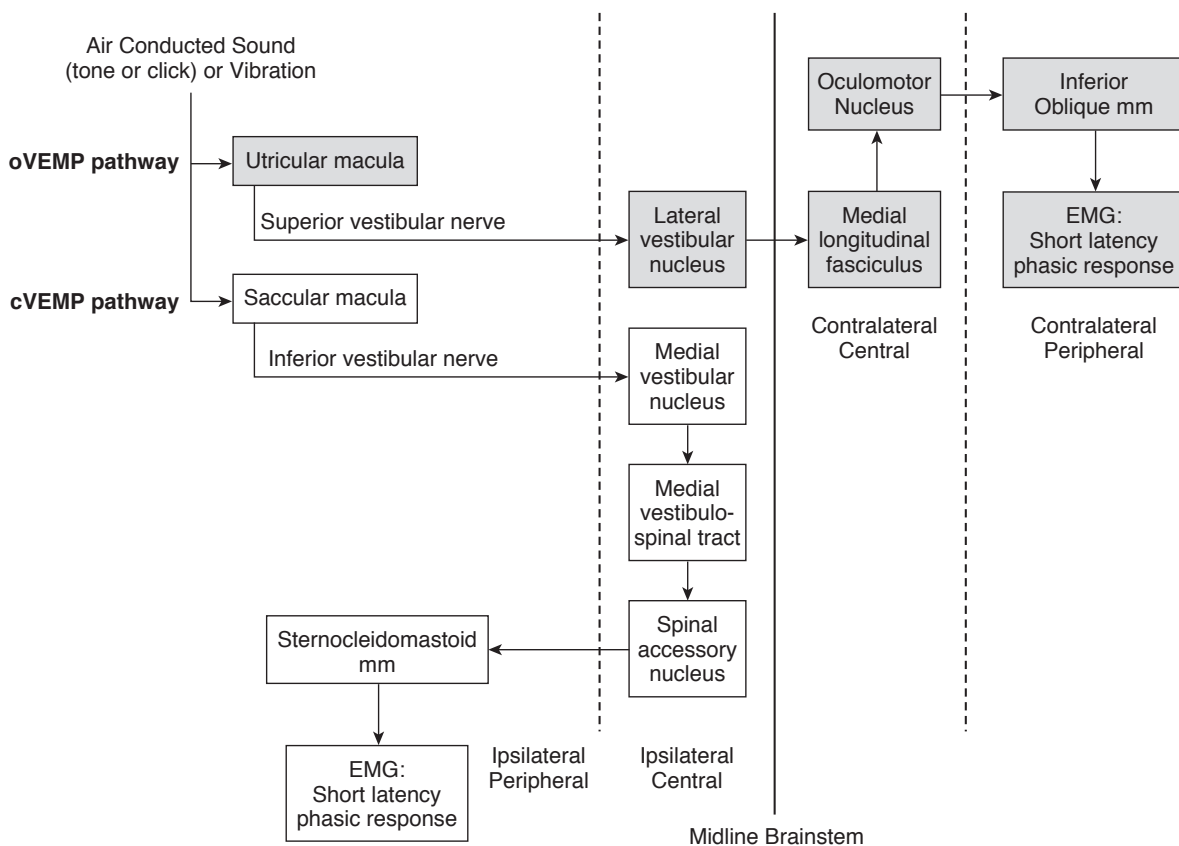 Air Conducted Sound
(tone or click) or Vibration
oVEMP pathway
Utricular macula
Superior vestibular nerve
Lateral
vestibular
nucleus
Oculomotor
Nucleus
Inferior
Oblique mm
Medial
longitudinal
fasciculus
EMG:
Short latency
phasic response
cVEMP pathway
Saccular macula
Inferior vestibular nerve
Medial
vestibular
nucleus
Contralateral
Central
Contralateral
Peripheral
Medial
vestibulo-
spinal tract
Spinal
accessory
nucleus
Sternocleidomastoid
mm
EMG:
Short latency
phasic response
Ipsilateral
Peripheral
Ipsilateral
Central
Midline Brainstem